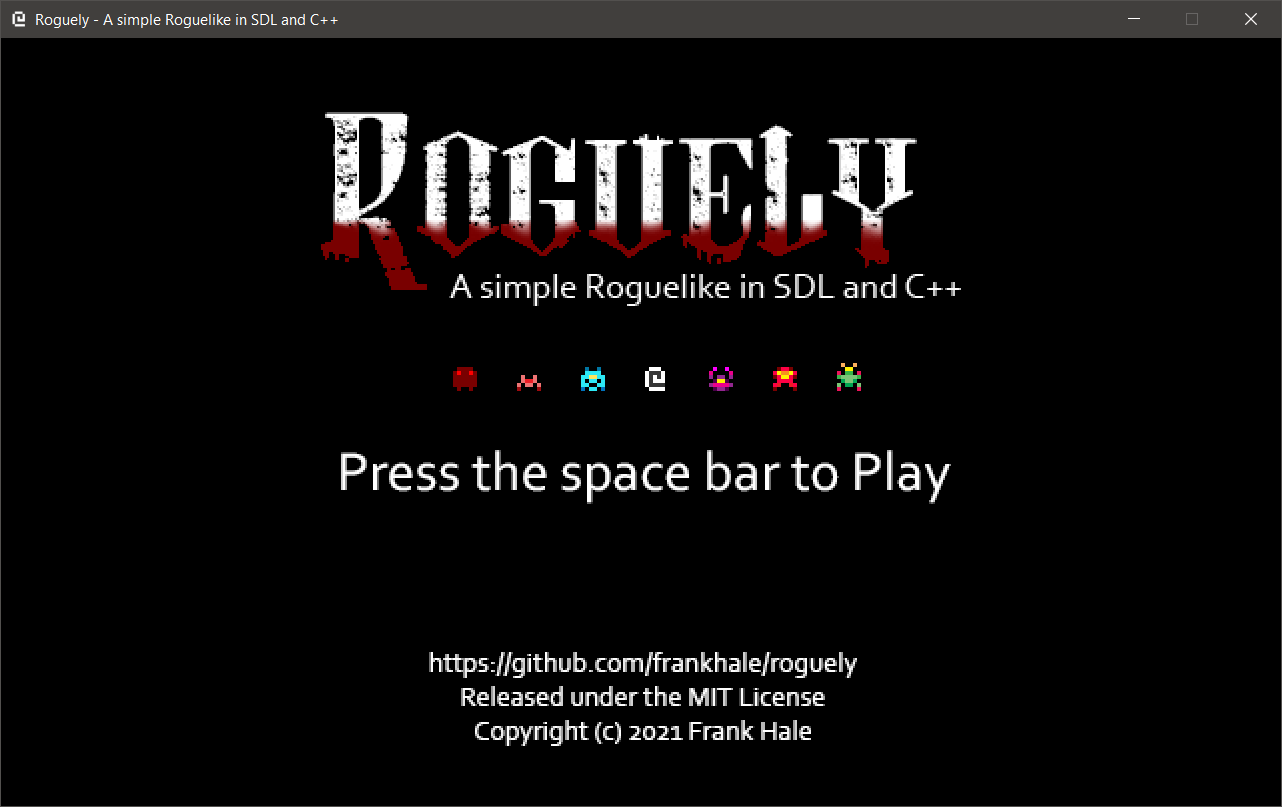 Roguely - A simple Roguelike in SDL and C++
ROGUELY
A simple Roguelike in SDL and C++
@
Press the space bar to Play
https://github.com/frankhale/roguely
Released under the MIT License
Copyright (c) 2021 Frank Hale